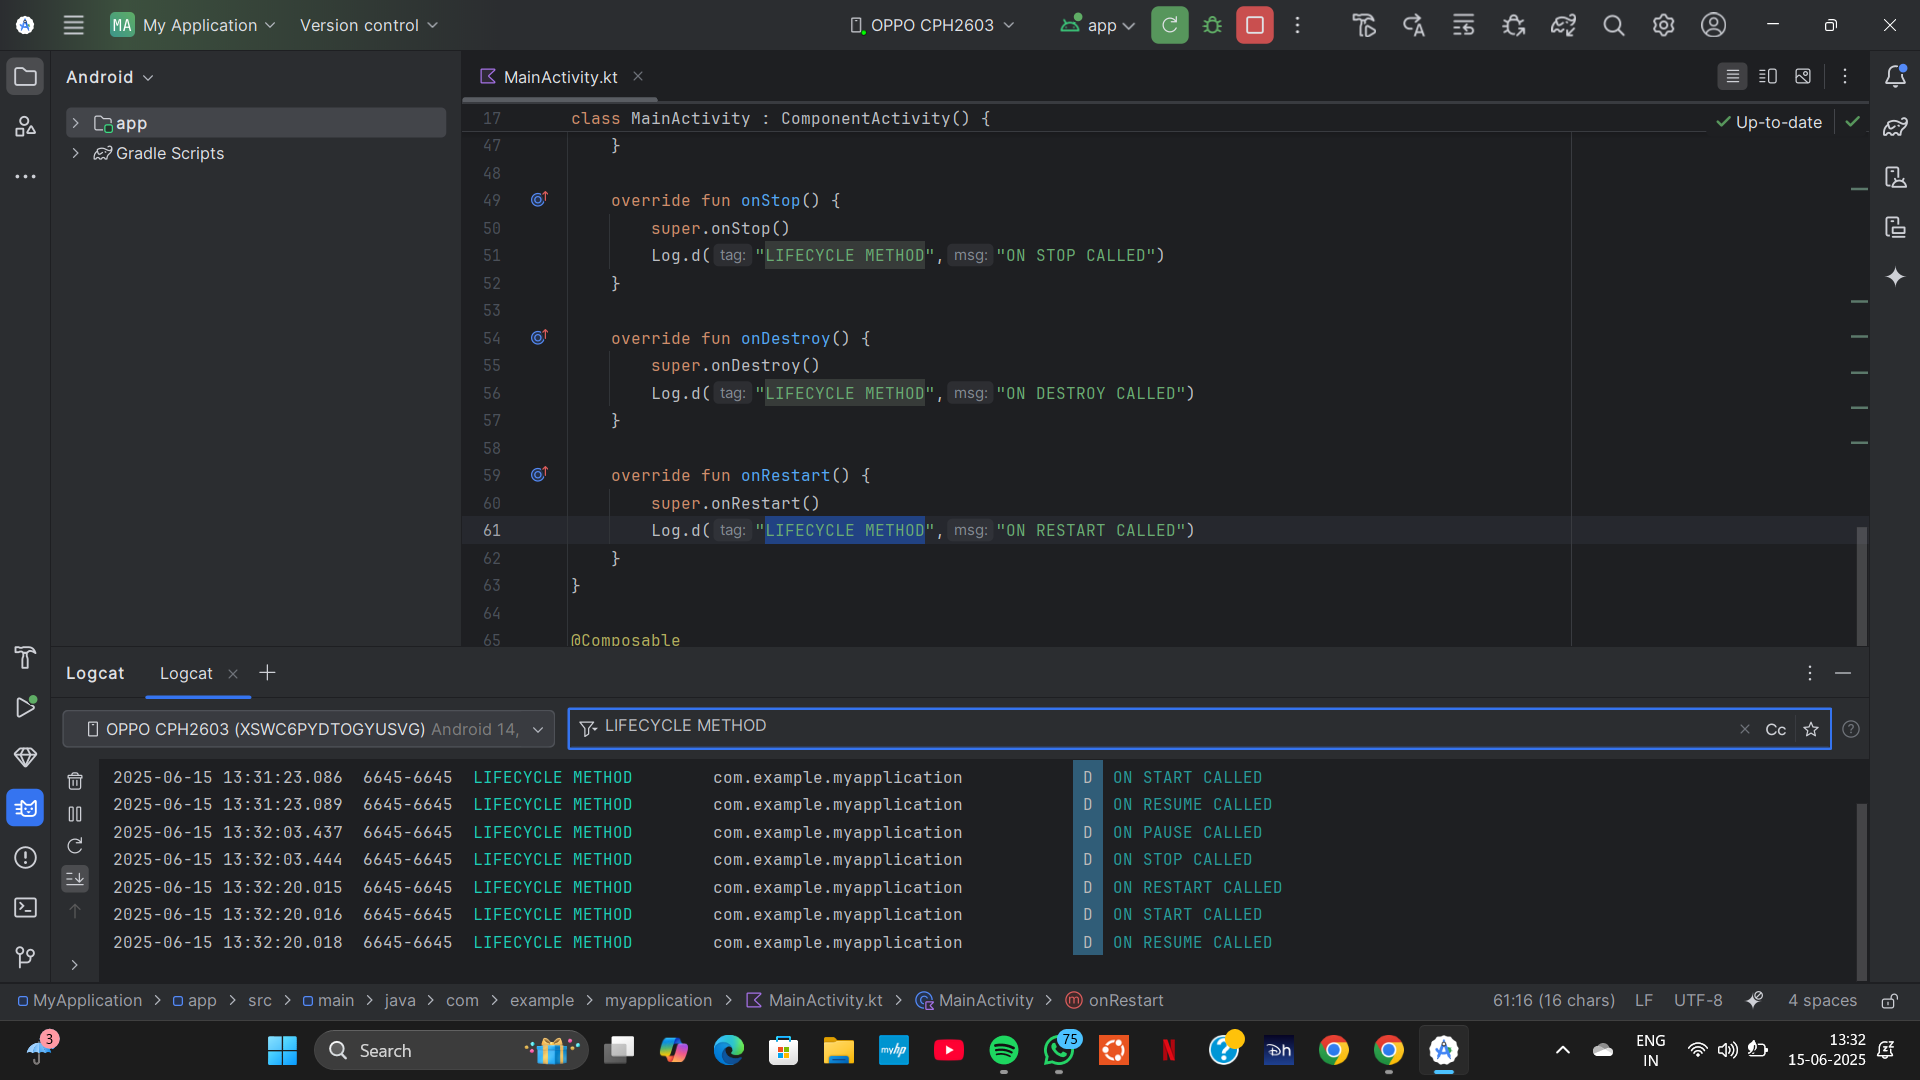 MA My Application
Version control
OPPO CPH2603
app
Android
MainActivity.kt
app
Gradle Scripts
Up-to-date
17 class MainActivity : ComponentActivity() {
47 }
48
49 override fun onStop() {
50 super.onStop()
51 Log.d( tag: "LIFECYCLE METHOD", msg: "ON STOP CALLED")
52 }
53
54 override fun onDestroy() {
55 super.onDestroy()
56 Log.d( tag: "LIFECYCLE METHOD", msg: "ON DESTROY CALLED")
57 }
58
59 override fun onRestart() {
60 super.onRestart()
61 Log.d( tag: "LIFECYCLE METHOD", msg: "ON RESTART CALLED")
62 }
63 }
64
65 @Composable
Logcat Logcat
OPPO CPH2603 (XSWC6PYDTOGYUSVG) Android 14,
LIFECYCLE METHOD
Cc
2025-06-15 13:31:23.086 6645-6645 LIFECYCLE METHOD com.example.myapplication D ON START CALLED
2025-06-15 13:31:23.089 6645-6645 LIFECYCLE METHOD com.example.myapplication D ON RESUME CALLED
2025-06-15 13:32:03.437 6645-6645 LIFECYCLE METHOD com.example.myapplication D ON PAUSE CALLED
2025-06-15 13:32:03.444 6645-6645 LIFECYCLE METHOD com.example.myapplication D ON STOP CALLED
2025-06-15 13:32:20.015 6645-6645 LIFECYCLE METHOD com.example.myapplication D ON RESTART CALLED
2025-06-15 13:32:20.016 6645-6645 LIFECYCLE METHOD com.example.myapplication D ON START CALLED
2025-06-15 13:32:20.018 6645-6645 LIFECYCLE METHOD com.example.myapplication D ON RESUME CALLED
MyApplication > app > src > main > java > com > example > myapplication > MainActivity.kt > MainActivity > onRestart
61:16 (16 chars) LF UTF-8 4 spaces
3
Search
myhp
75
Dh
N
ENG
IN
13:32
15-06-2025